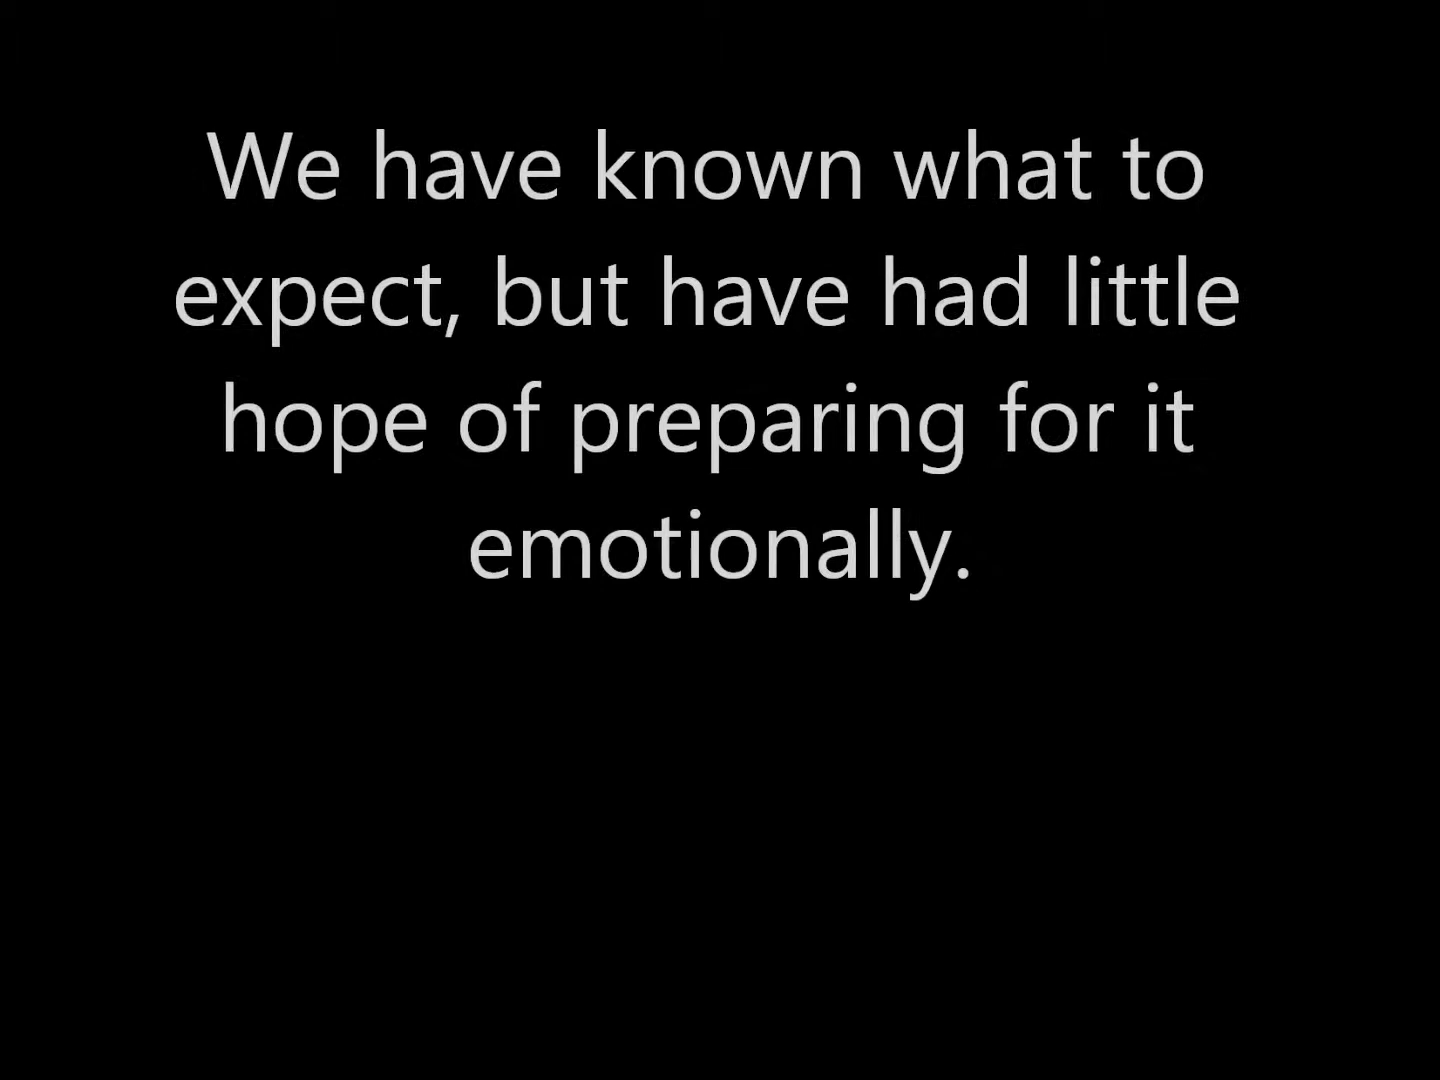 We have known what to
expect, but have had little
hope of preparing for it
emotionally.